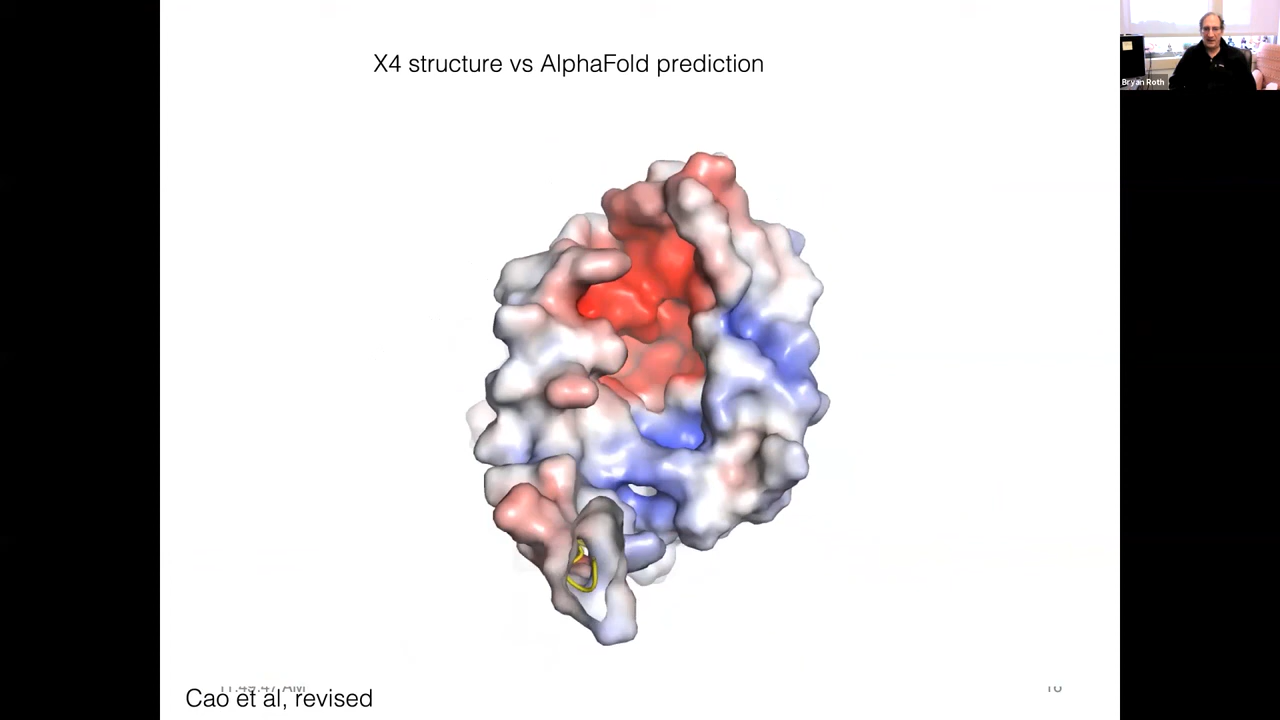 X4 structure vs AlphaFold prediction
Bryan Roth
Cao et al, revised